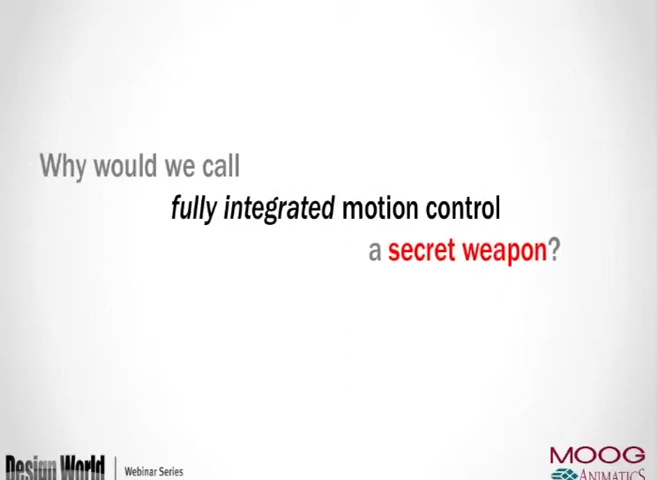 Why would we call
fully integrated motion control
a secret weapon?
Design World
Webinar Series
MOOG
ANIMATICS